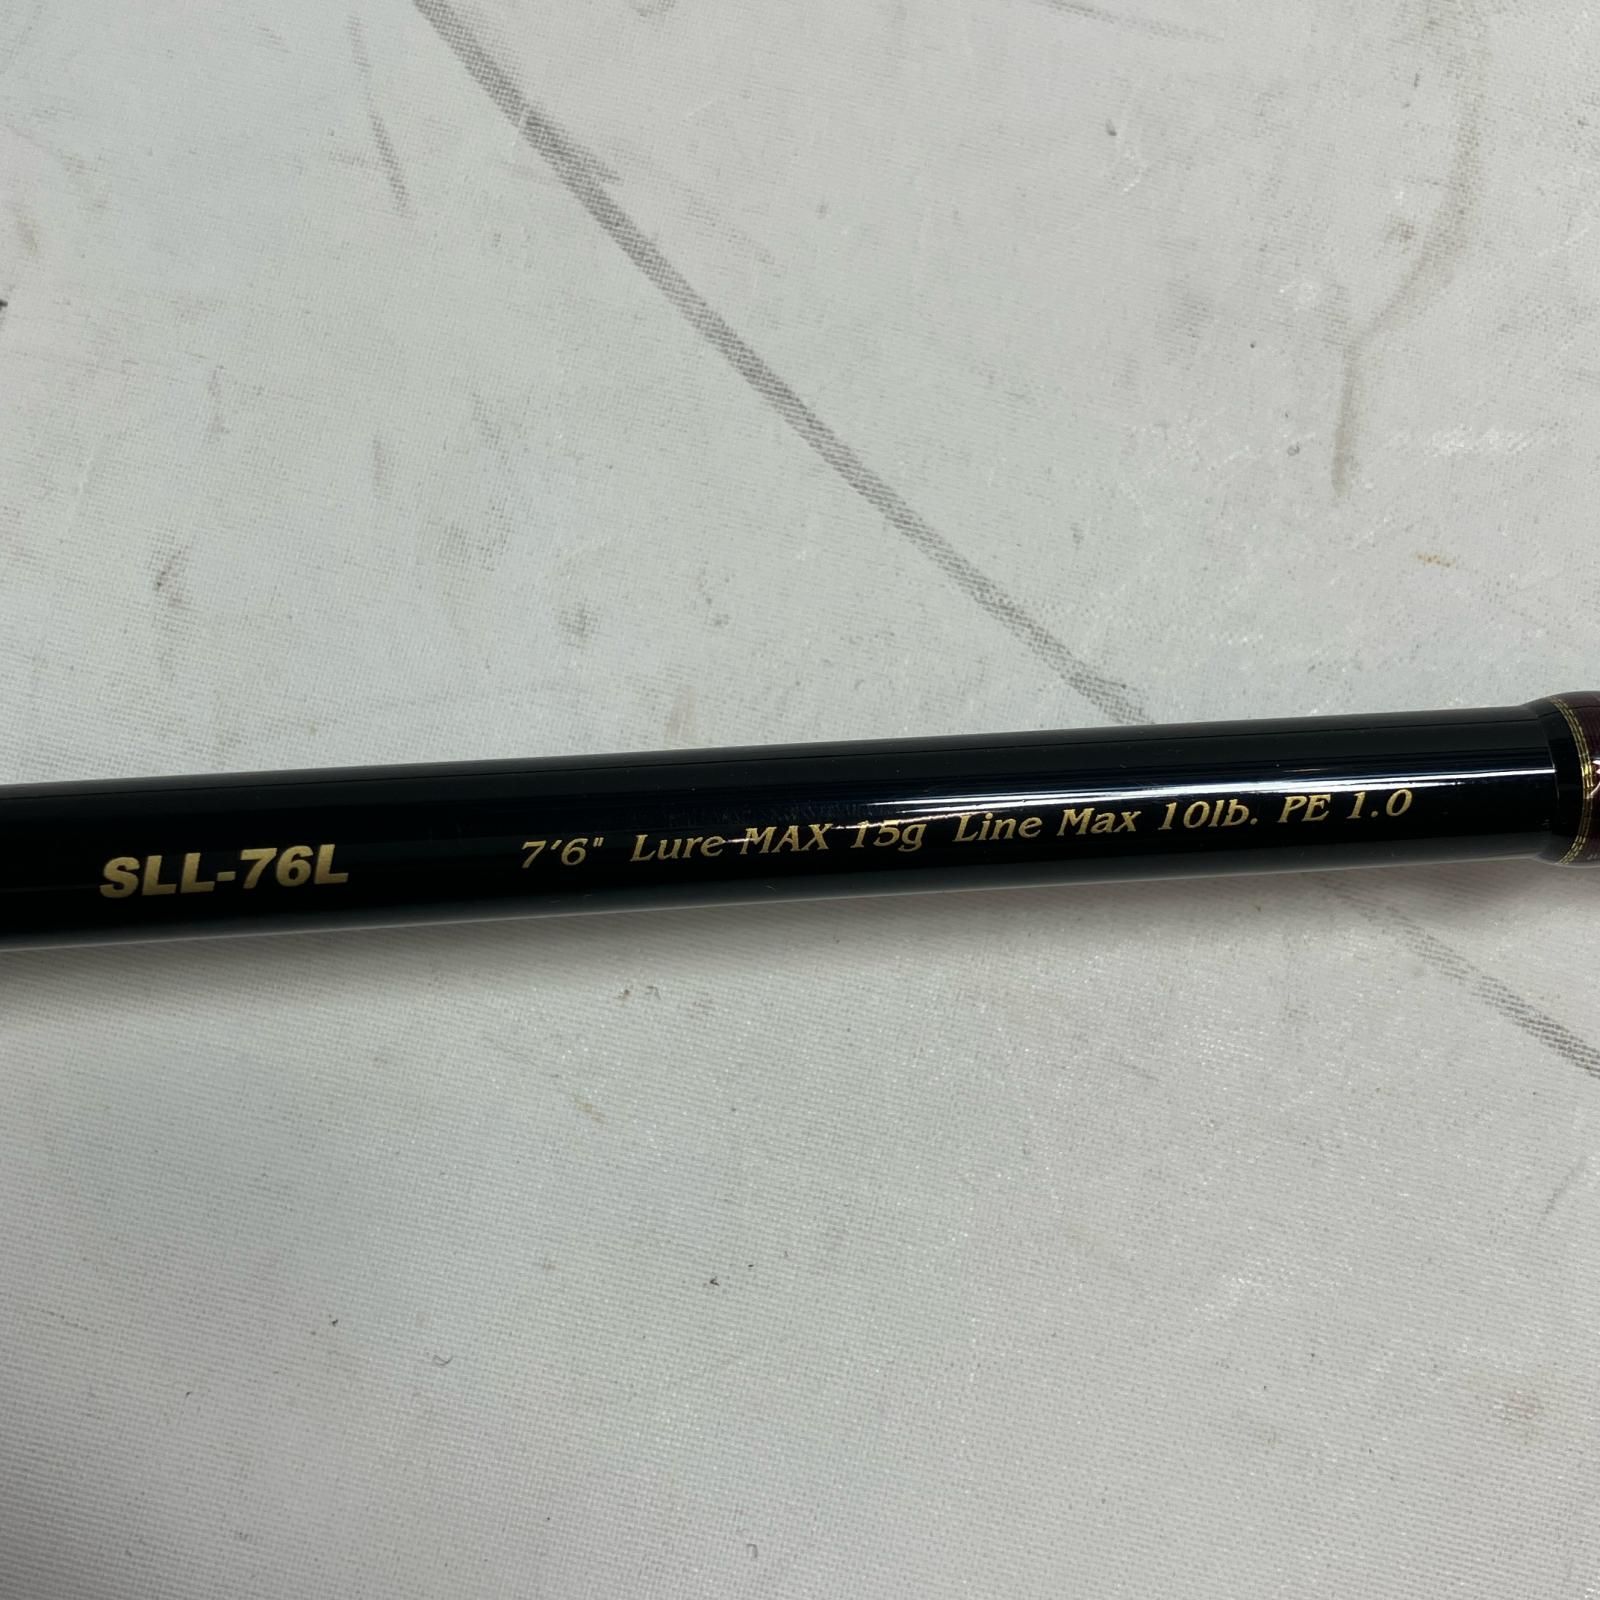 SLL-76L 7'6" Lure MAX 15g Line Max 10lb. PE 1.0